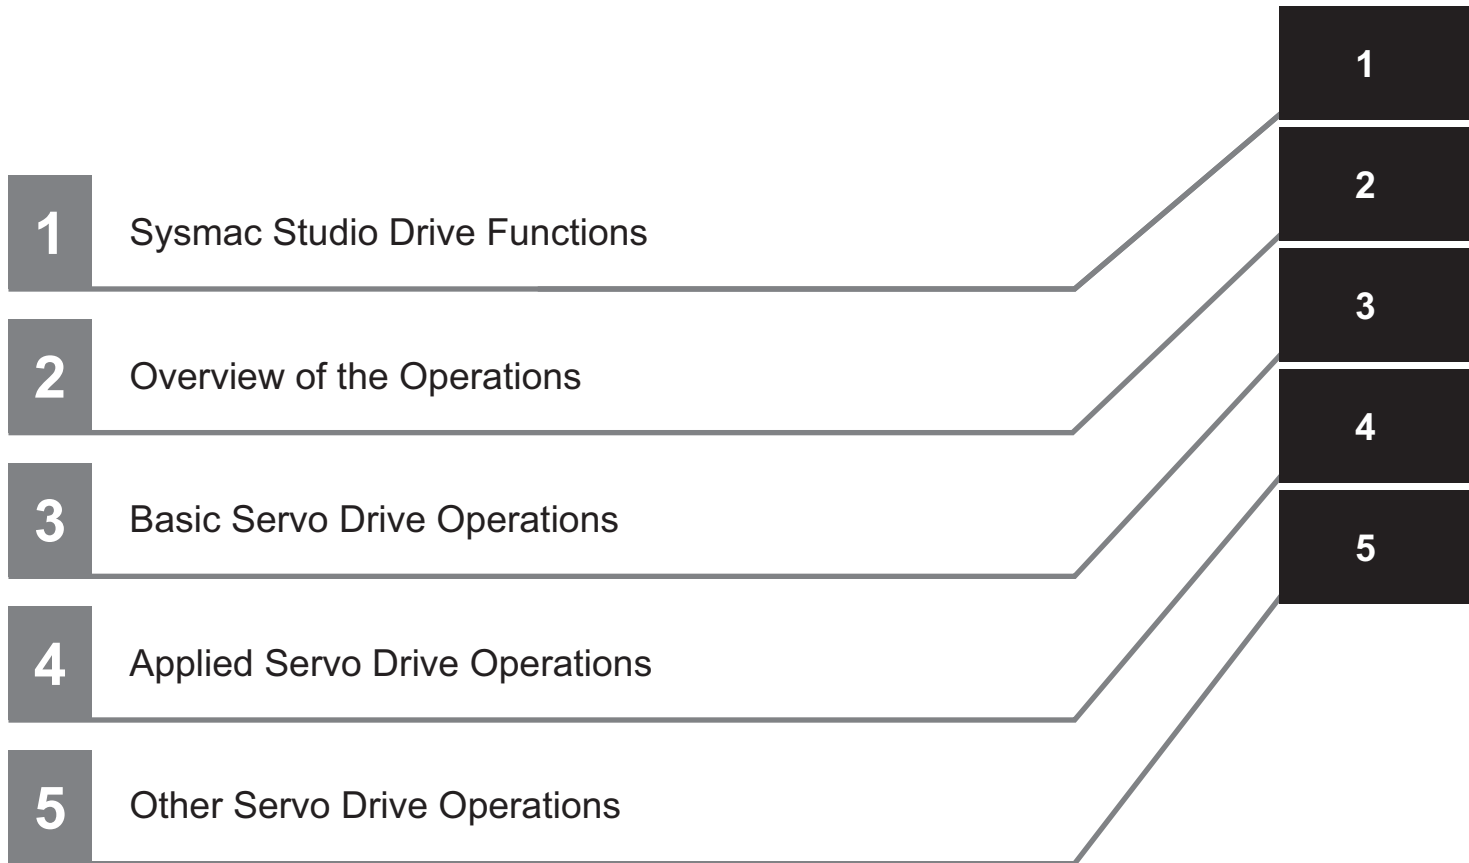 1
2
1 Sysmac Studio Drive Functions
3
2 Overview of the Operations
4
3 Basic Servo Drive Operations
5
4 Applied Servo Drive Operations
5 Other Servo Drive Operations